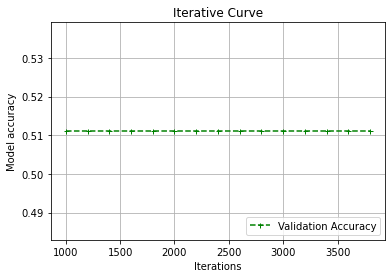 Iterative Curve
0.53
0.52
0.51
0.50
0.49
Model accuracy
Validation Accuracy
1000 1500 2000 2500 3000 3500
Iterations